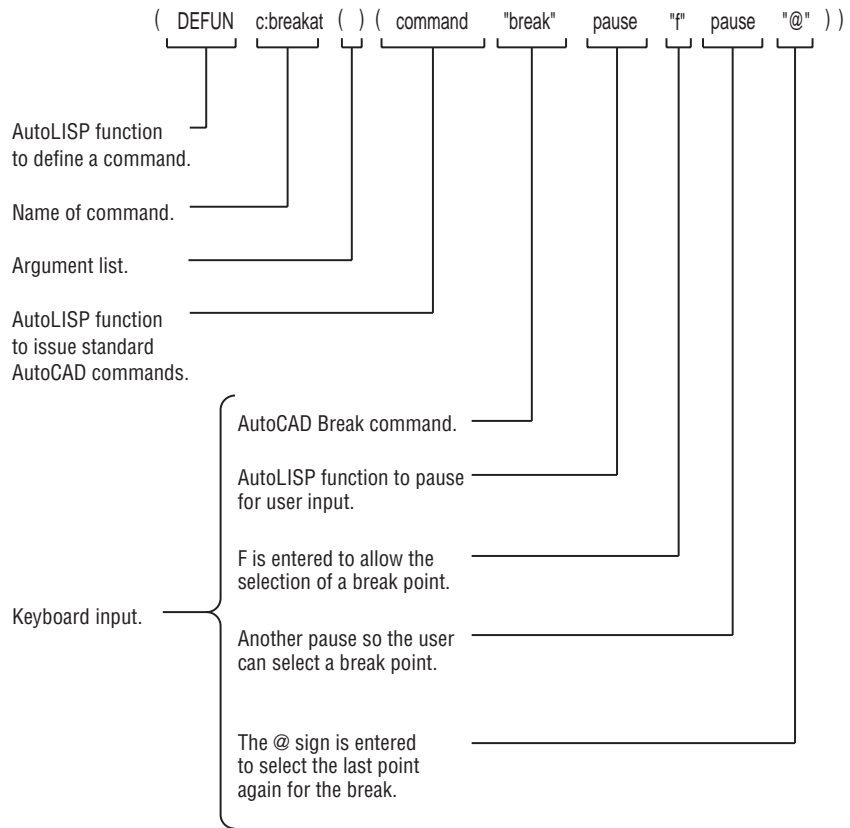 ( DEFUN c:breakat ( ) ( command "break" pause "f" pause "@" ) )
AutoLISP function
to define a command.
Name of command.
Argument list.
AutoLISP function
to issue standard
AutoCAD commands.
AutoCAD Break command.
AutoLISP function to pause
for user input.
F is entered to allow the
selection of a break point.
Keyboard input.
Another pause so the user
can select a break point.
The @ sign is entered
to select the last point
again for the break.